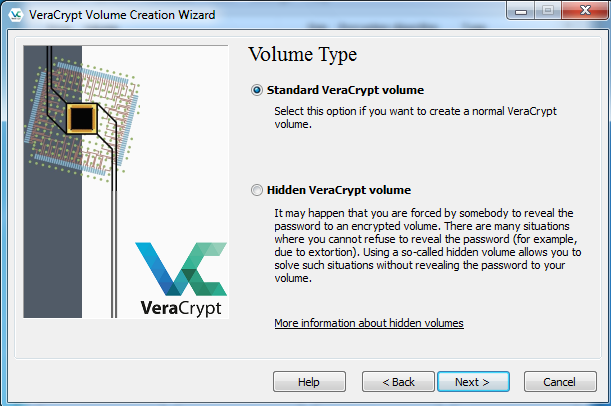 VeraCrypt Volume Creation Wizard
Volume Type
Standard VeraCrypt volume
Select this option if you want to create a normal VeraCrypt
volume.
Hidden VeraCrypt volume
It may happen that you are forced by somebody to reveal the
password to an encrypted volume. There are many situations
where you cannot refuse to reveal the password (for example,
due to extortion). Using a so-called hidden volume allows you to
solve such situations without revealing the password to your
volume.
More information about hidden volumes
VeraCrypt
Help
< Back
Next >
Cancel